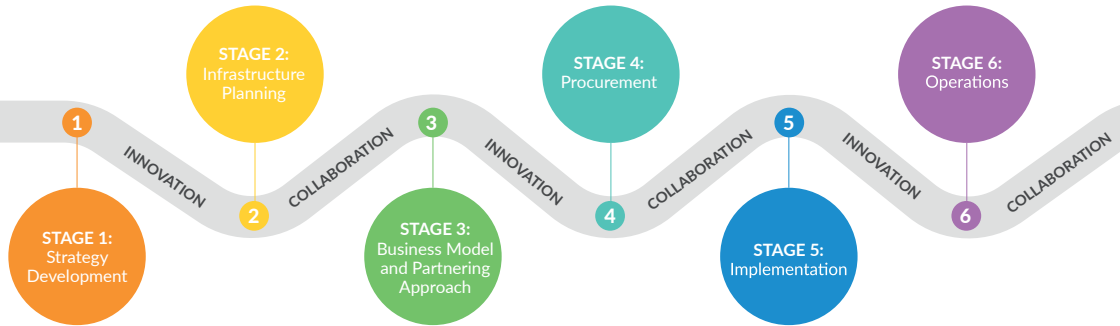 STAGE 1:
Strategy
Development
1
INNOVATION
STAGE 2:
Infrastructure
Planning
2
COLLABORATION
3
STAGE 3:
Business Model
and Partnering
Approach
INNOVATION
STAGE 4:
Procurement
4
COLLABORATION
5
STAGE 5:
Implementation
INNOVATION
STAGE 6:
Operations
6
COLLABORATION